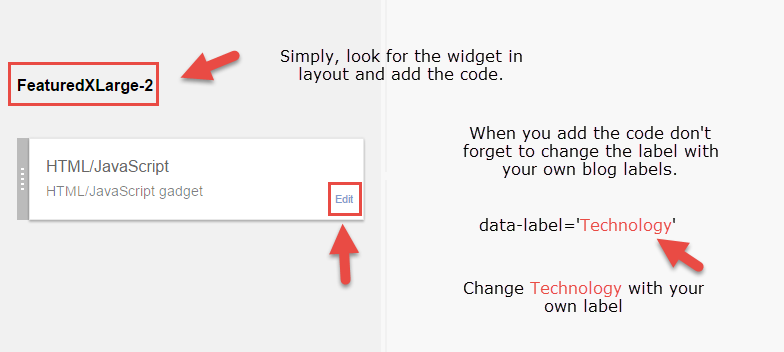 FeaturedXLarge-2
Simply, look for the widget in
layout and add the code.
HTML/JavaScript
HTML/JavaScript gadget
Edit
When you add the code don't
forget to change the label with
your own blog labels.
data-label='Technology'
Change Technology with your
own label